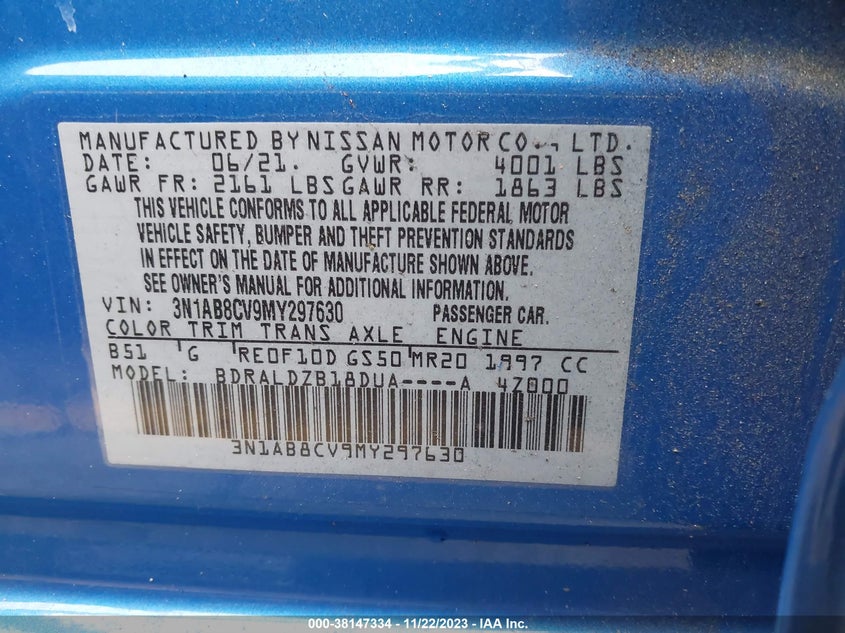 MANUFACTURED BY NISSAN MOTOR CO., LTD.
DATE: 06/21. GVWR: 4001 LBS
GAWR FR: 2161 LBS GAWR RR: 1863 LBS
THIS VEHICLE CONFORMS TO ALL APPLICABLE FEDERAL MOTOR
VEHICLE SAFETY, BUMPER AND THEFT PREVENTION STANDARDS
IN EFFECT ON THE DATE OF MANUFACTURE SHOWN ABOVE.
SEE OWNER'S MANUAL FOR ADDITIONAL INFORMATION.
VIN: 3N1AB8CV9MY297630 PASSENGER CAR.
COLOR TRIM TRANS AXLE ENGINE
B51 G RE0F10D GS50 MR20 1997 CC
MODEL: BDRALDZB18DUA----A 4Z000
3N1AB8CV9MY297630
000-38147334 - 11/22/2023 - IAA Inc.